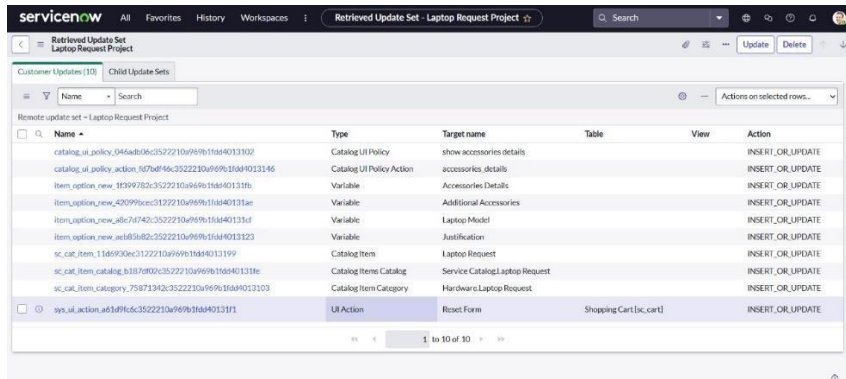 servicenow All Favorites History Workspaces Retrieved Update Set - Laptop Request Project Search
Retrieved Update Set
Laptop Request Project
Update Delete
Customer Updates (10) Child Update Sets
Name Search Actions on selected rows...
Remote update set = Laptop Request Project
Name Type Target name Table View Action
catalog_ui_policy_046adb06c3522210a969b1fdd4013102 Catalog UI Policy show accessories details INSERT_OR_UPDATE
catalog_ui_policy_action_fd7bdf46c3522210a969b1fdd4013146 Catalog UI Policy Action accessories_details INSERT_OR_UPDATE
item_option_new_1f399782c3522210a969b1fdd40131fb Variable Accessories Details INSERT_OR_UPDATE
item_option_new_42099bcec3122210a969b1fdd40131ae Variable Additional Accessories INSERT_OR_UPDATE
item_option_new_a8e7d742c3522210a969b1fdd40131cf Variable Laptop Model INSERT_OR_UPDATE
item_option_new_aeb85b82c3522210a969b1fdd4013123 Variable Justification INSERT_OR_UPDATE
sc_cat_item_11d6930ec3122210a969b1fdd4013199 Catalog Item Laptop Request INSERT_OR_UPDATE
sc_cat_item_catalog_b187df02c3522210a969b1fdd40131fe Catalog Items Catalog Service Catalog.Laptop Request INSERT_OR_UPDATE
sc_cat_item_category_75871342c3522210a969b1fdd4013103 Catalog Item Category Hardware.Laptop Request INSERT_OR_UPDATE
sys_ui_action_a61d9fc6c3522210a969b1fdd40131f1 UI Action Reset Form Shopping Cart [sc_cart] INSERT_OR_UPDATE
1 to 10 of 10